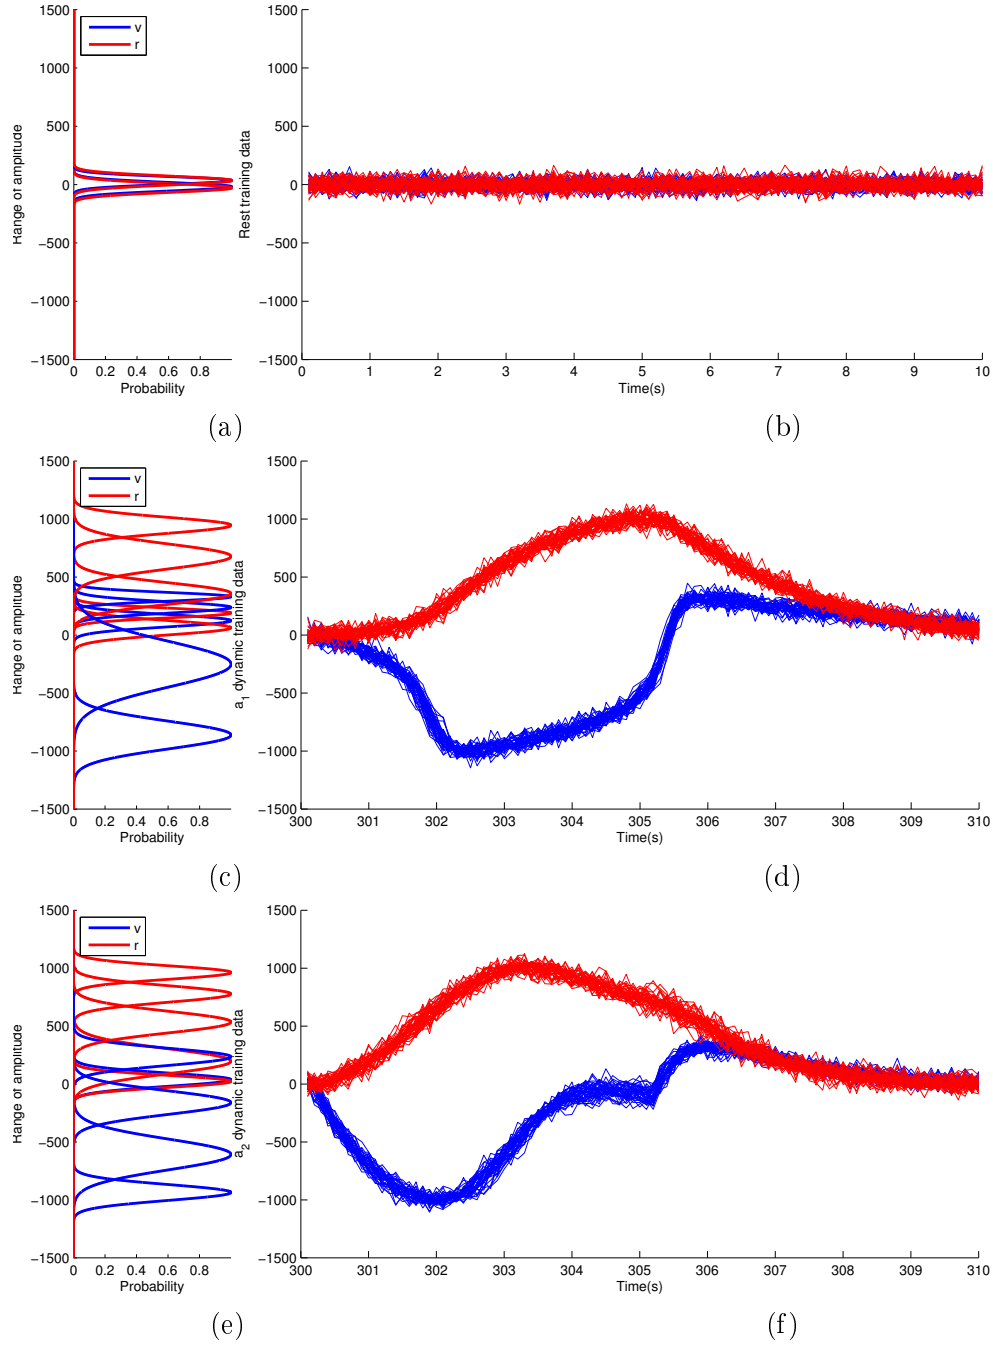 1500
1000
500
0
−500
−1000
−1500
Range of amplitude
v
r
0 0.2 0.4 0.6 0.8
Probability
(a)
1500
1000
500
0
−500
−1000
−1500
Rest training data
0 1 2 3 4 5 6 7 8 9 10
Time(s)
(b)
1500
1000
500
0
−500
−1000
−1500
Range of amplitude
v
r
0 0.2 0.4 0.6 0.8
Probability
(c)
1500
1000
500
0
−500
−1000
−1500
a1 dynamic training data
300 301 302 303 304 305 306 307 308 309 310
Time(s)
(d)
1500
1000
500
0
−500
−1000
−1500
Range of amplitude
v
r
0 0.2 0.4 0.6 0.8
Probability
(e)
1500
1000
500
0
−500
−1000
−1500
a2 dynamic training data
300 301 302 303 304 305 306 307 308 309 310
Time(s)
(f)